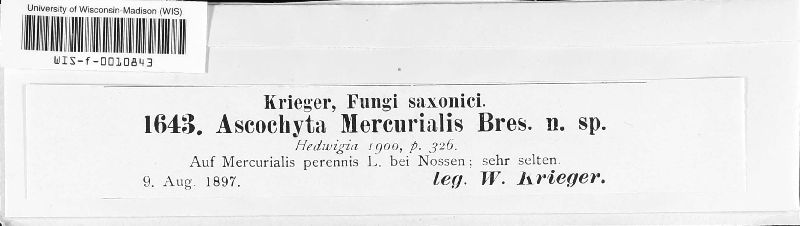 University of Wisconsin-Madison (WIS)
WIS-f-0010843
Krieger, Fungi saxonici.
1643. Ascochyta Mercurialis Bres. n. sp.
Hedwigia 1900, p. 326.
Auf Mercurialis perennis L. bei Nossen; sehr selten.
9. Aug. 1897. leg. W. Krieger.